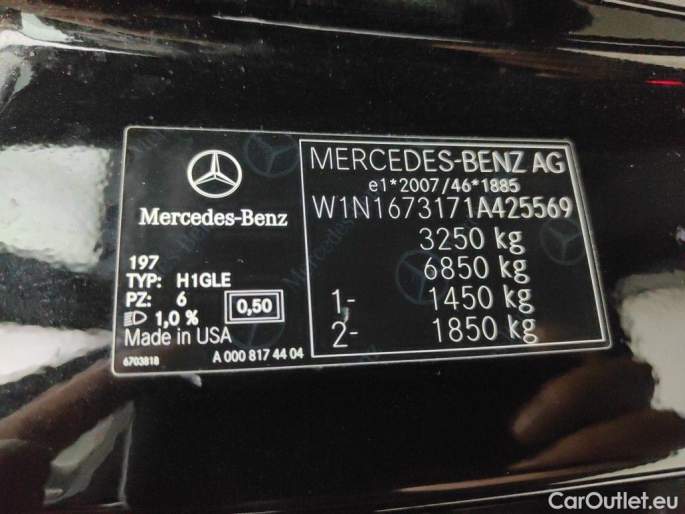 Mercedes-Benz
197
TYP: H1GLE
PZ: 6
1,0 %
0,50
Made in USA
6703818
A 000 817 44 04
MERCEDES-BENZ AG
e1*2007/46*1885
W1N1673171A425569
3250 kg
6850 kg
1- 1450 kg
2- 1850 kg
CarOutlet.eu